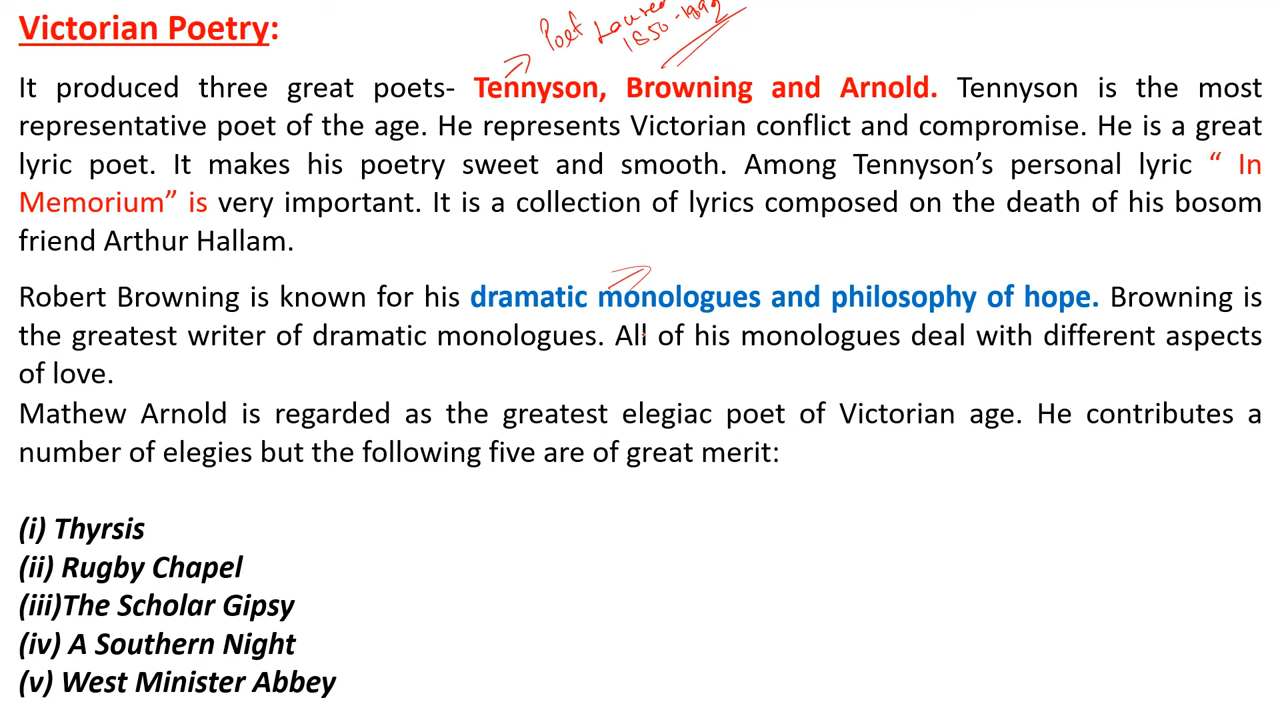 Victorian Poetry:
Poet Laure
1850-1892
It produced three great poets- Tennyson, Browning and Arnold. Tennyson is the most
representative poet of the age. He represents Victorian conflict and compromise. He is a great
lyric poet. It makes his poetry sweet and smooth. Among Tennyson’s personal lyric “ In
Memorium” is very important. It is a collection of lyrics composed on the death of his bosom
friend Arthur Hallam.
Robert Browning is known for his dramatic monologues and philosophy of hope. Browning is
the greatest writer of dramatic monologues. All of his monologues deal with different aspects
of love.
Mathew Arnold is regarded as the greatest elegiac poet of Victorian age. He contributes a
number of elegies but the following five are of great merit:
(i) Thyrsis
(ii) Rugby Chapel
(iii)The Scholar Gipsy
(iv) A Southern Night
(v) West Minister Abbey